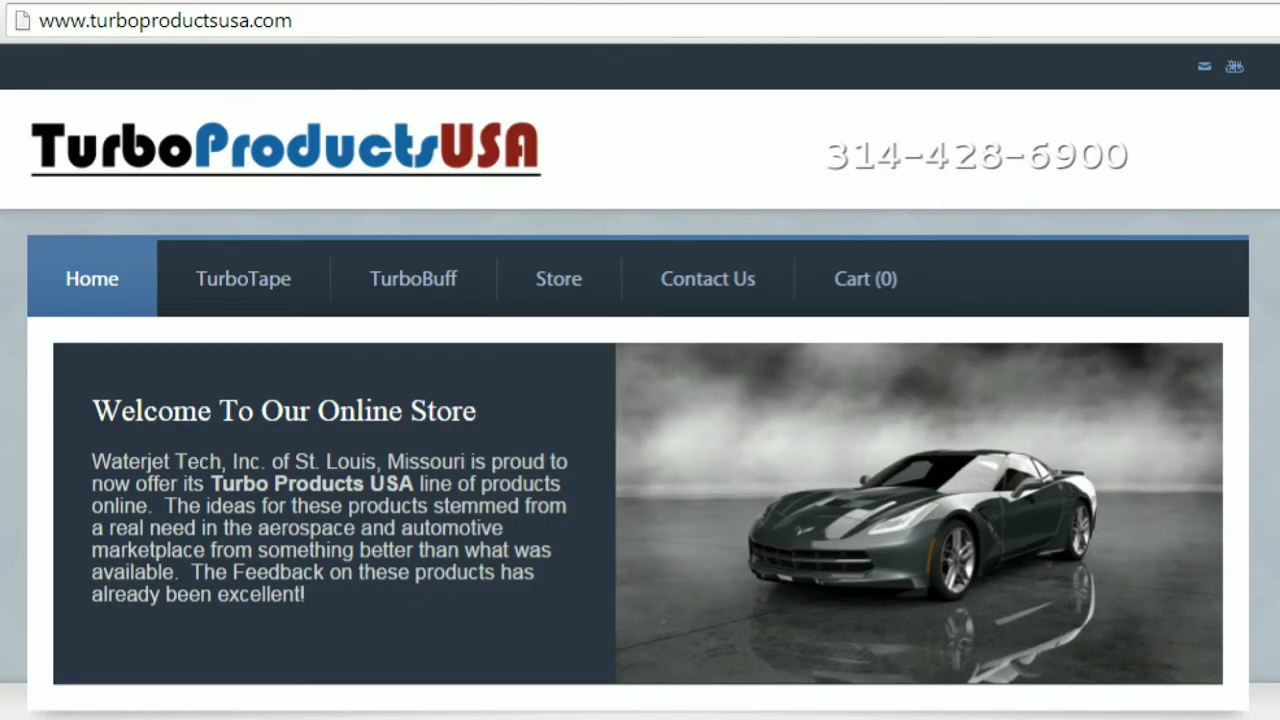 www.turboproductsusa.com
TurboProductsUSA
314-428-6900
Home TurboTape TurboBuff Store Contact Us Cart (0)
Welcome To Our Online Store
Waterjet Tech, Inc. of St. Louis, Missouri is proud to
now offer its Turbo Products USA line of products
online. The ideas for these products stemmed from
a real need in the aerospace and automotive
marketplace from something better than what was
available. The Feedback on these products has
already been excellent!